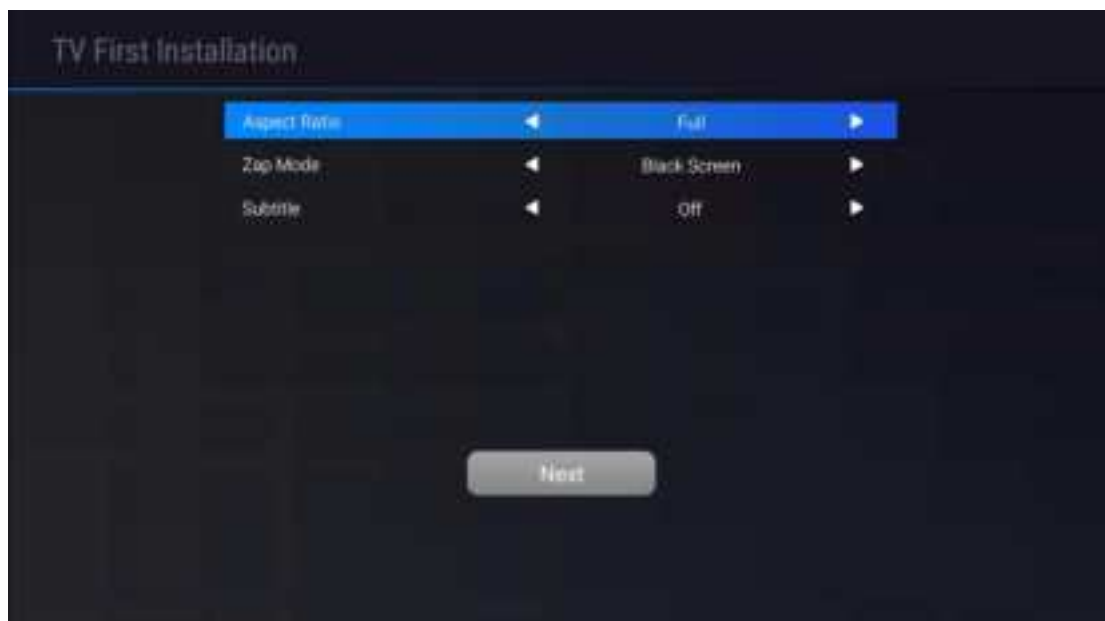 TV First Installation
Aspect Ratio Full
Zap Mode Black Screen
Subtitle Off
Next